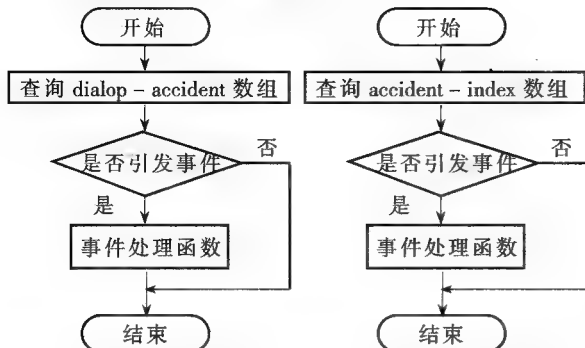 开始
查询 dialop - accident 数组
是否引发事件
否
是
事件处理函数
结束
开始
查询 accident - index 数组
是否引发事件
否
是
事件处理函数
结束